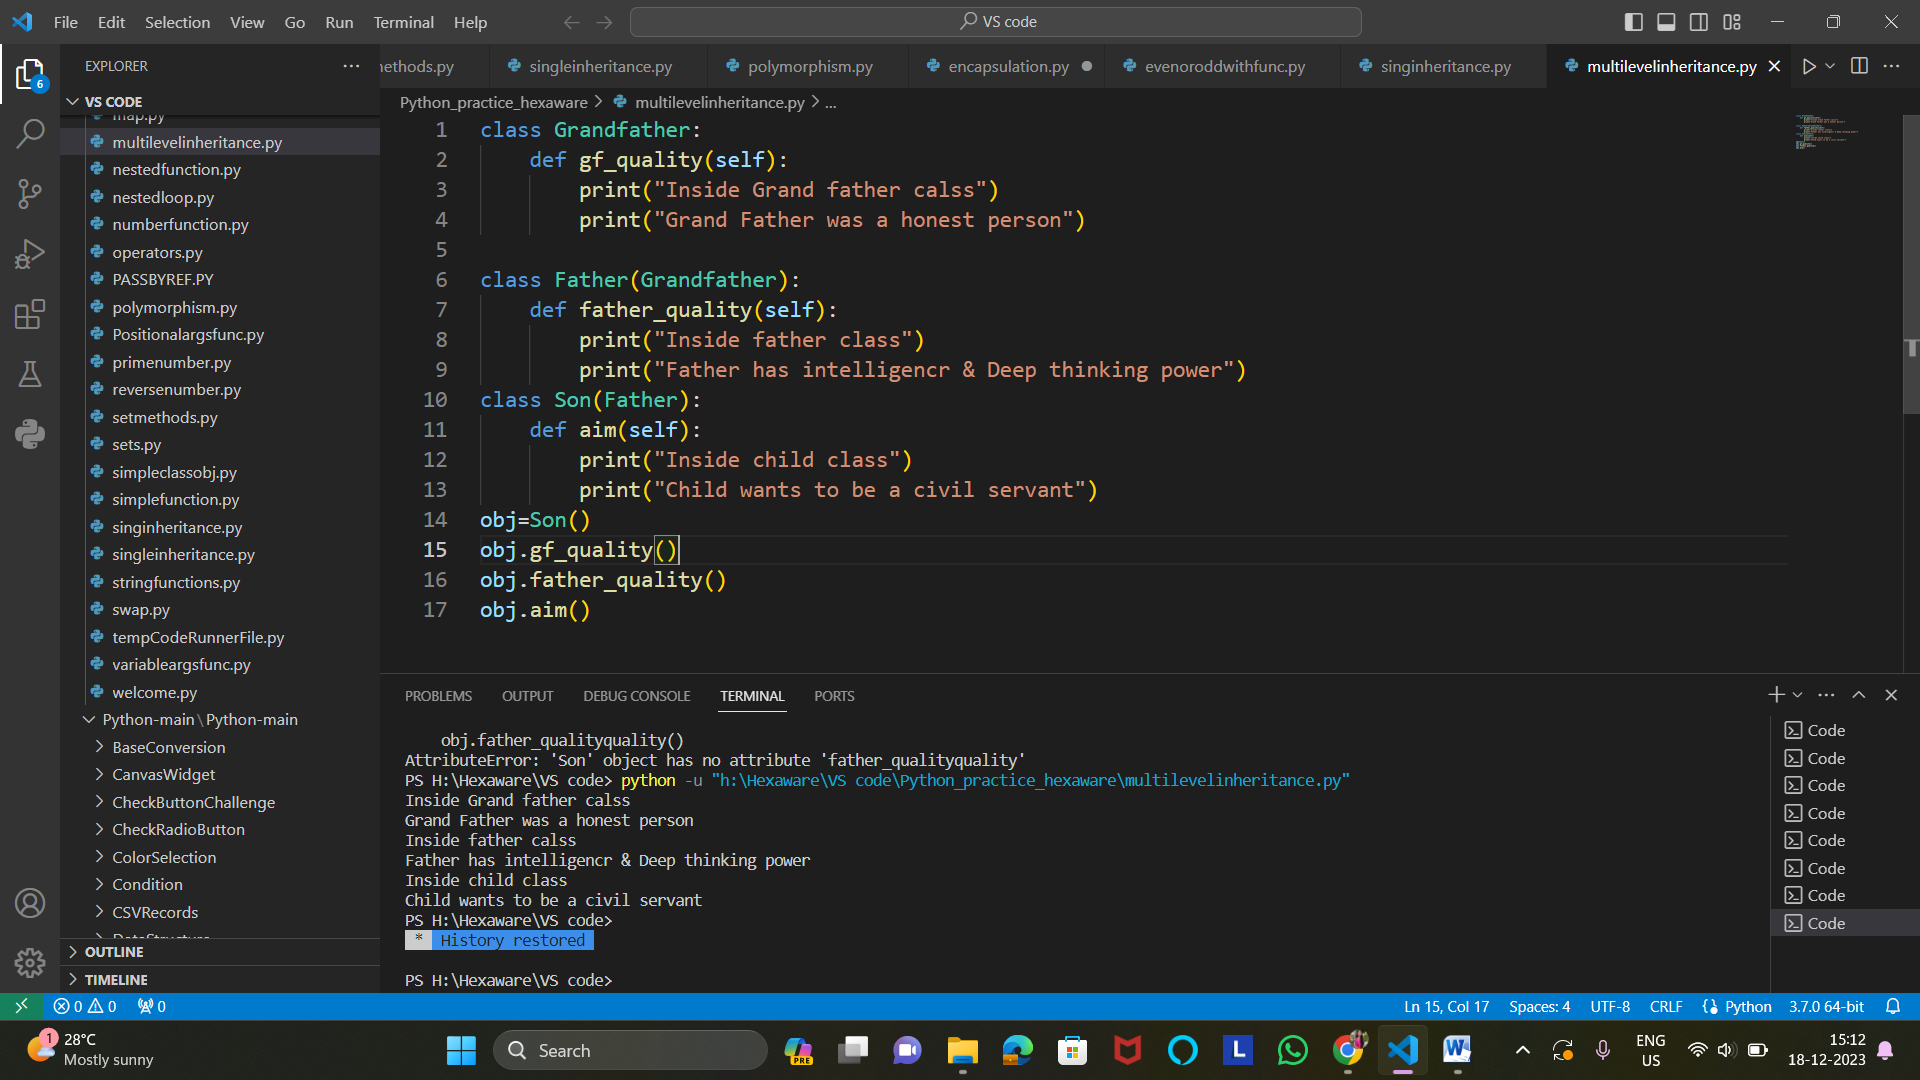 File Edit Selection View Go Run Terminal Help
VS code
EXPLORER
ethods.py singleinheritance.py polymorphism.py encapsulation.py evenoroddwithfunc.py singinheritance.py multilevelinheritance.py
VS CODE
Python_practice_hexaware > multilevelinheritance.py > ...
6
map.py
multilevelinheritance.py
nestedfunction.py
nestedloop.py
numberfunction.py
operators.py
PASSBYREF.PY
polymorphism.py
Positionalargsfunc.py
primenumber.py
reversenumber.py
setmethods.py
sets.py
simpleclassobj.py
simplefunction.py
singinheritance.py
singleinheritance.py
stringfunctions.py
swap.py
tempCodeRunnerFile.py
variableargsfunc.py
welcome.py
Python-main\Python-main
BaseConversion
CanvasWidget
CheckButtonChallenge
CheckRadioButton
ColorSelection
Condition
CSVRecords
DataStructure
OUTLINE
TIMELINE
1 class Grandfather:
2 def gf_quality(self):
3 print("Inside Grand father calss")
4 print("Grand Father was a honest person")
5
6 class Father(Grandfather):
7 def father_quality(self):
8 print("Inside father class")
9 print("Father has intelligencr & Deep thinking power")
10 class Son(Father):
11 def aim(self):
12 print("Inside child class")
13 print("Child wants to be a civil servant")
14 obj=Son()
15 obj.gf_quality()
16 obj.father_quality()
17 obj.aim()
PROBLEMS OUTPUT DEBUG CONSOLE TERMINAL PORTS
obj.father_qualityquality()
AttributeError: 'Son' object has no attribute 'father_qualityquality'
PS H:\Hexaware\VS code> python -u "h:\Hexaware\VS code\Python_practice_hexaware\multilevelinheritance.py"
Inside Grand father calss
Grand Father was a honest person
Inside father calss
Father has intelligencr & Deep thinking power
Inside child class
Child wants to be a civil servant
PS H:\Hexaware\VS code>
* History restored
PS H:\Hexaware\VS code>
Code
Code
Code
Code
Code
Code
Code
Code
0 0 0 Ln 15, Col 17 Spaces: 4 UTF-8 CRLF Python 3.7.0 64-bit
1
28°C
Mostly sunny
Search
PRE
L
ENG
US
15:12
18-12-2023